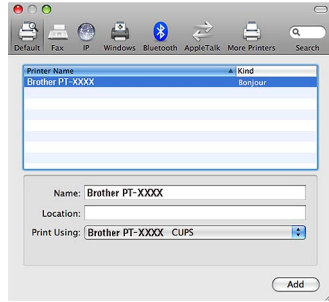 Default Fax IP Windows Bluetooth AppleTalk More Printers Search
Printer Name Kind
Brother PT-XXXX Bonjour
Name: Brother PT-XXXX
Location:
Print Using: Brother PT-XXXX CUPS
Add